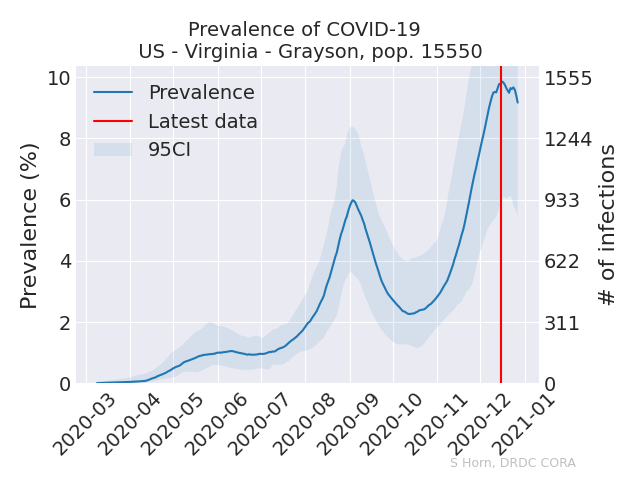 Prevalence of COVID-19
US - Virginia - Grayson, pop. 15550
Prevalence
Latest data
95CI
Prevalence (%)
10
8
6
4
2
0
1555
1244
933
622
311
0
# of infections
2020-03
2020-04
2020-05
2020-06
2020-07
2020-08
2020-09
2020-10
2020-11
2020-12
2021-01
S Horn, DRDC CORA